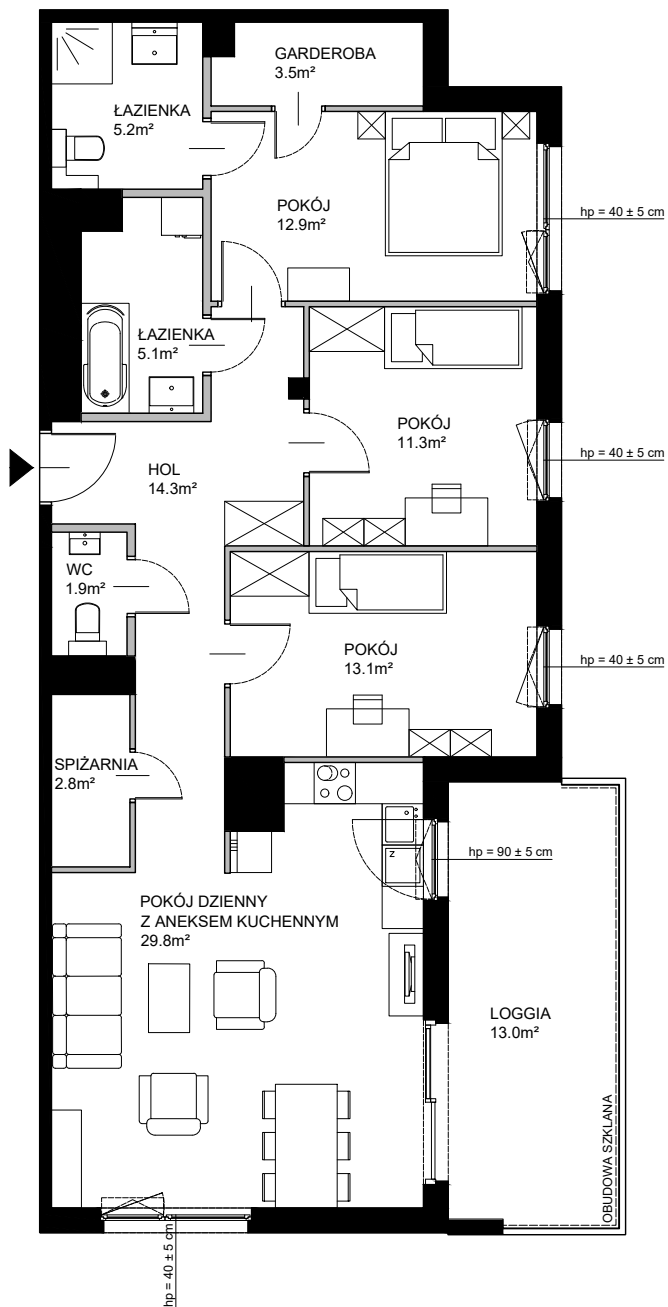 GARDEROBA
3.5m²
ŁAZIENKA
5.2m²
POKÓJ
12.9m²
hp = 40 ± 5 cm
ŁAZIENKA
5.1m²
POKÓJ
11.3m²
hp = 40 ± 5 cm
HOL
14.3m²
WC
1.9m²
POKÓJ
13.1m²
hp = 40 ± 5 cm
SPIŻARNIA
2.8m²
z
hp = 90 ± 5 cm
POKÓJ DZIENNY
Z ANEKSEM KUCHENNYM
29.8m²
LOGGIA
13.0m²
OBUDOWA SZKLANA
hp = 40 ± 5 cm